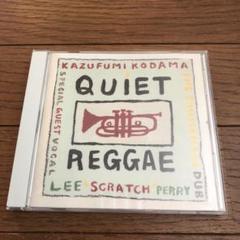 KAZUFUMI KODAMA
QUIET
REGGAE
SPECIAL GUEST VOCAL
LEE "SCRATCH" PERRY
DUB